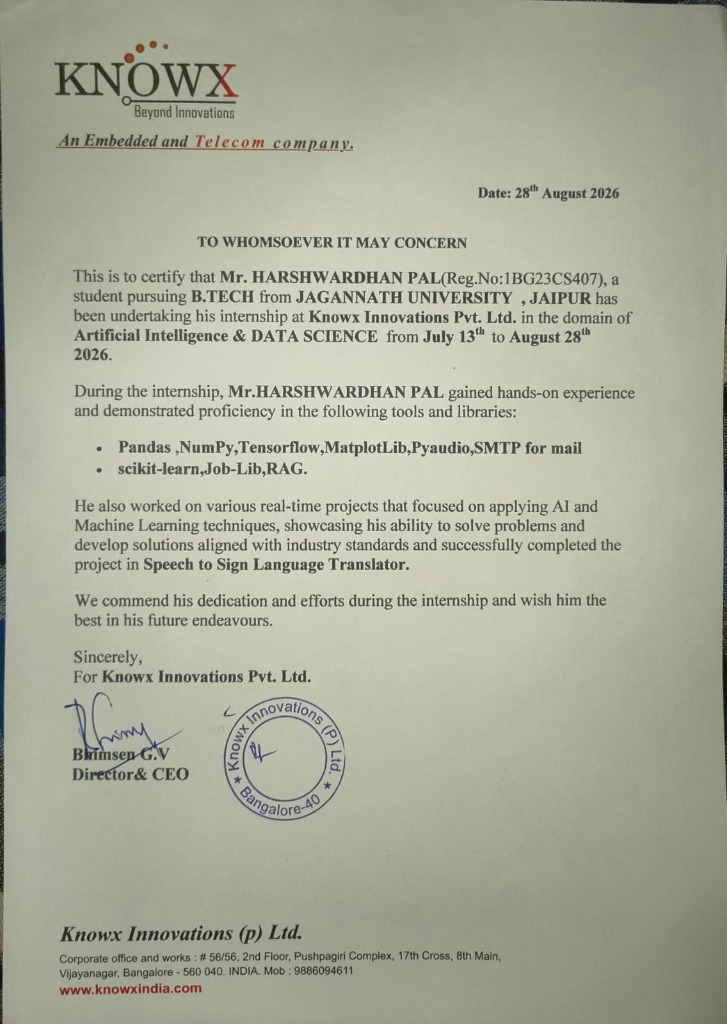 KNOWX
Beyond Innovations
An Embedded and Telecom company.
Date: 28th August 2026
TO WHOMSOEVER IT MAY CONCERN
This is to certify that Mr. HARSHWARDHAN PAL(Reg.No:1BG23CS407), a
student pursuing B.TECH from JAGANNATH UNIVERSITY , JAIPUR has
been undertaking his internship at Knowx Innovations Pvt. Ltd. in the domain of
Artificial Intelligence & DATA SCIENCE from July 13th to August 28th
2026.
During the internship, Mr.HARSHWARDHAN PAL gained hands-on experience
and demonstrated proficiency in the following tools and libraries:
• Pandas ,NumPy,Tensorflow,MatplotLib,Pyaudio,SMTP for mail
• scikit-learn,Job-Lib,RAG.
He also worked on various real-time projects that focused on applying AI and
Machine Learning techniques, showcasing his ability to solve problems and
develop solutions aligned with industry standards and successfully completed the
project in Speech to Sign Language Translator.
We commend his dedication and efforts during the internship and wish him the
best in his future endeavours.
Sincerely,
For Knowx Innovations Pvt. Ltd.
Bhimsen G.V
Director& CEO
Knowx Innovations (P) Ltd.
★ Bangalore-40 ★
Knowx Innovations (p) Ltd.
Corporate office and works : # 56/56, 2nd Floor, Pushpagiri Complex, 17th Cross, 8th Main,
Vijayanagar, Bangalore - 560 040. INDIA. Mob : 9886094611
www.knowxindia.com